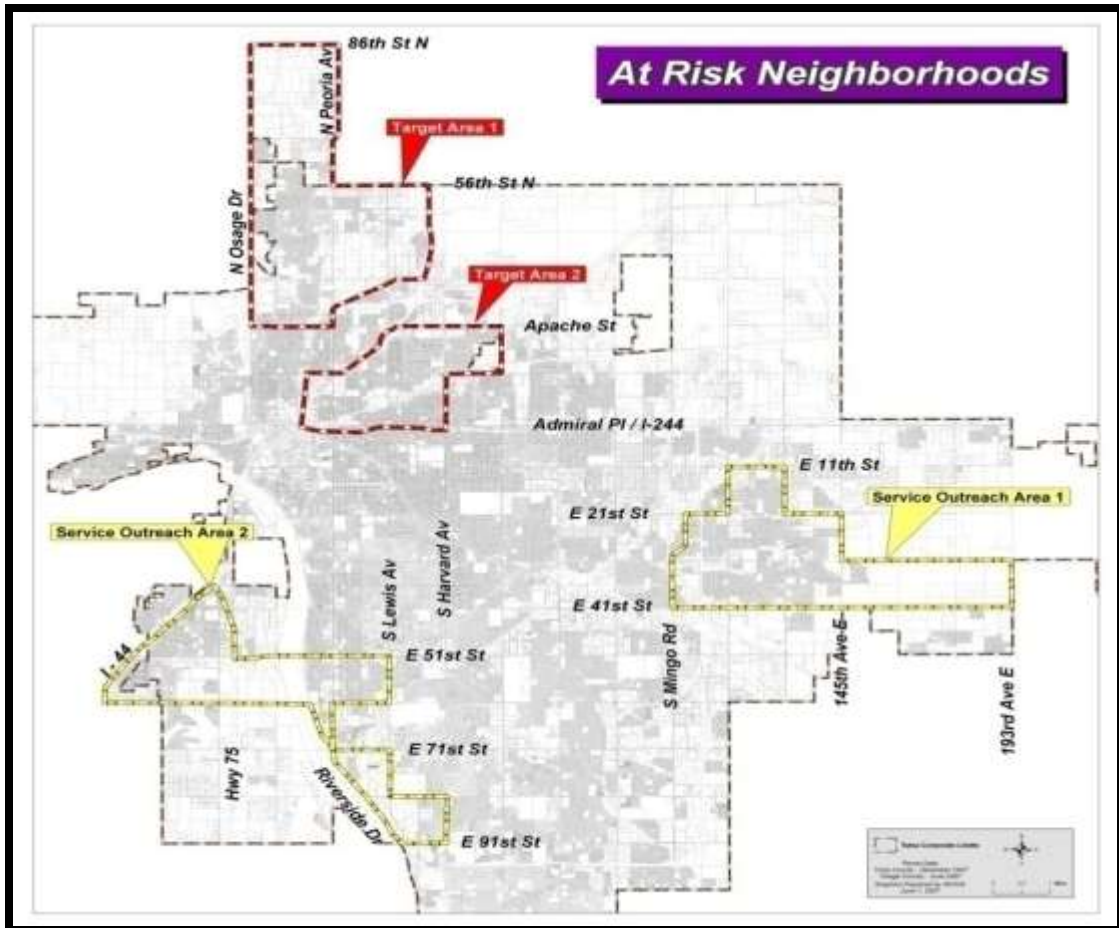 86th St N
At Risk Neighborhoods
N Peoria Av
Target Area 1
56th St N
N Osage Dr
Target Area 2
Apache St
Admiral Pl / I-244
E 11th St
Service Outreach Area 1
E 21st St
Service Outreach Area 2
S Harvard Av
S Lewis Av
E 41st St
I - 44
E 51st St
S Mingo Rd
145th Ave E
193rd Ave E
Hwy 75
E 71st St
Riverside Dr
E 91st St
Tulsa Corporate Limits